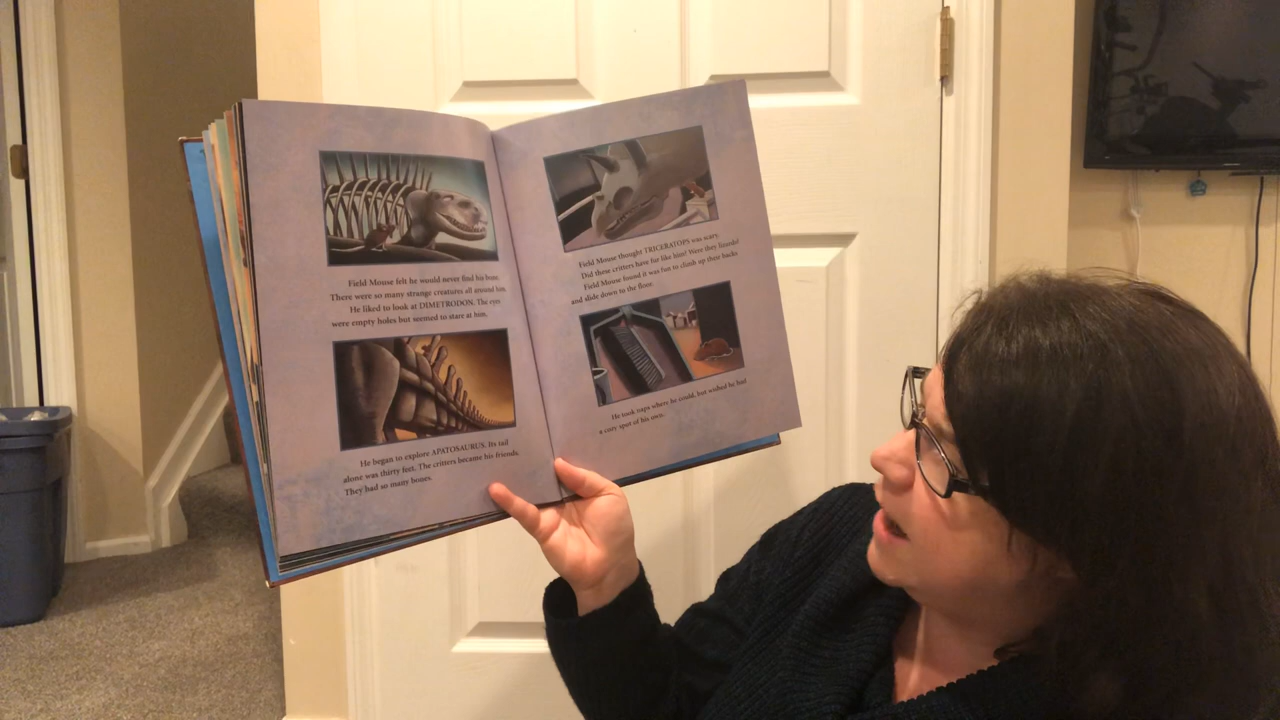 Field Mouse felt he would never find his bone.
There were so many strange creatures all around him.
He liked to look at DIMETRODON. The eyes
were empty holes but seemed to stare at him.
He began to explore APATOSAURUS. Its tail
alone was thirty feet. The critters became his friends.
They had so many bones.
Field Mouse thought TRICERATOPS was scary.
Did these critters have fur like him? Were they lizards?
Field Mouse found it was fun to climb up their backs
and slide down to the floor.
He took naps where he could, but wished he had
a cozy spot of his own.